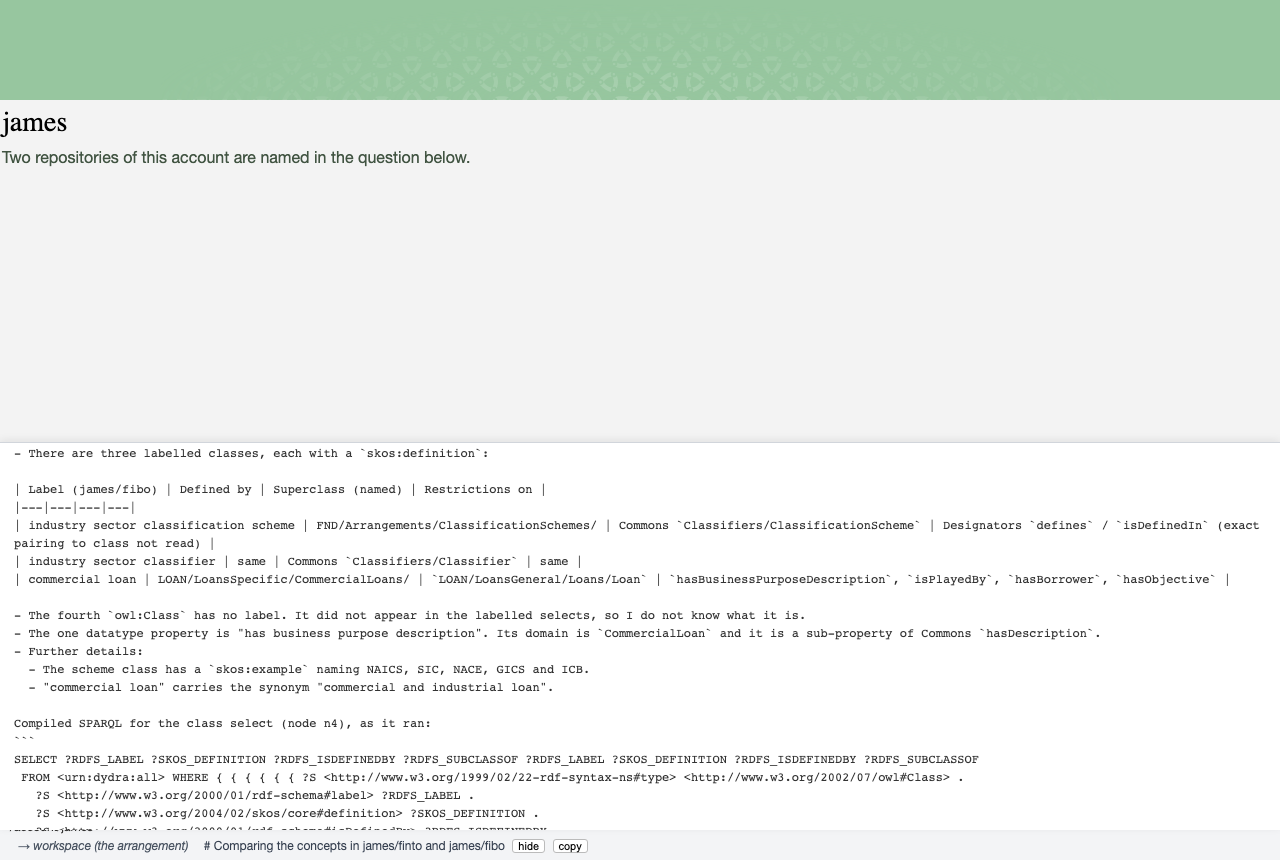 james
Two repositories of this account are named in the question below.
- There are three labelled classes, each with a `skos:definition`:
| Label (james/fibo) | Defined by | Superclass (named) | Restrictions on |
|---|---|---|---|
| industry sector classification scheme | FND/Arrangements/ClassificationSchemes/ | Commons `Classifiers/ClassificationScheme` | Designators `defines` / `isDefinedIn` (exact
pairing to class not read) |
| industry sector classifier | same | Commons `Classifiers/Classifier` | same |
| commercial loan | LOAN/LoansSpecific/CommercialLoans/ | `LOAN/LoansGeneral/Loans/Loan` | `hasBusinessPurposeDescription`, `isPlayedBy`, `hasBorrower`, `hasObjective` |
- The fourth `owl:Class` has no label. It did not appear in the labelled selects, so I do not know what it is.
- The one datatype property is "has business purpose description". Its domain is `CommercialLoan` and it is a sub-property of Commons `hasDescription`.
- Further details:
  - The scheme class has a `skos:example` naming NAICS, SIC, NACE, GICS and ICB.
  - "commercial loan" carries the synonym "commercial and industrial loan".
Compiled SPARQL for the class select (node n4), as it ran:
```
SELECT ?RDFS_LABEL ?SKOS_DEFINITION ?RDFS_ISDEFINEDBY ?RDFS_SUBCLASSOF ?RDFS_LABEL ?SKOS_DEFINITION ?RDFS_ISDEFINEDBY ?RDFS_SUBCLASSOF
 FROM <urn:dydra:all> WHERE { { { { { { ?S <http://www.w3.org/1999/02/22-rdf-syntax-ns#type> <http://www.w3.org/2002/07/owl#Class> .
   ?S <http://www.w3.org/2000/01/rdf-schema#label> ?RDFS_LABEL .
   ?S <http://www.w3.org/2004/02/skos/core#definition> ?SKOS_DEFINITION .
→ workspace (the arrangement) # Comparing the concepts in james/finto and james/fibo hide copy